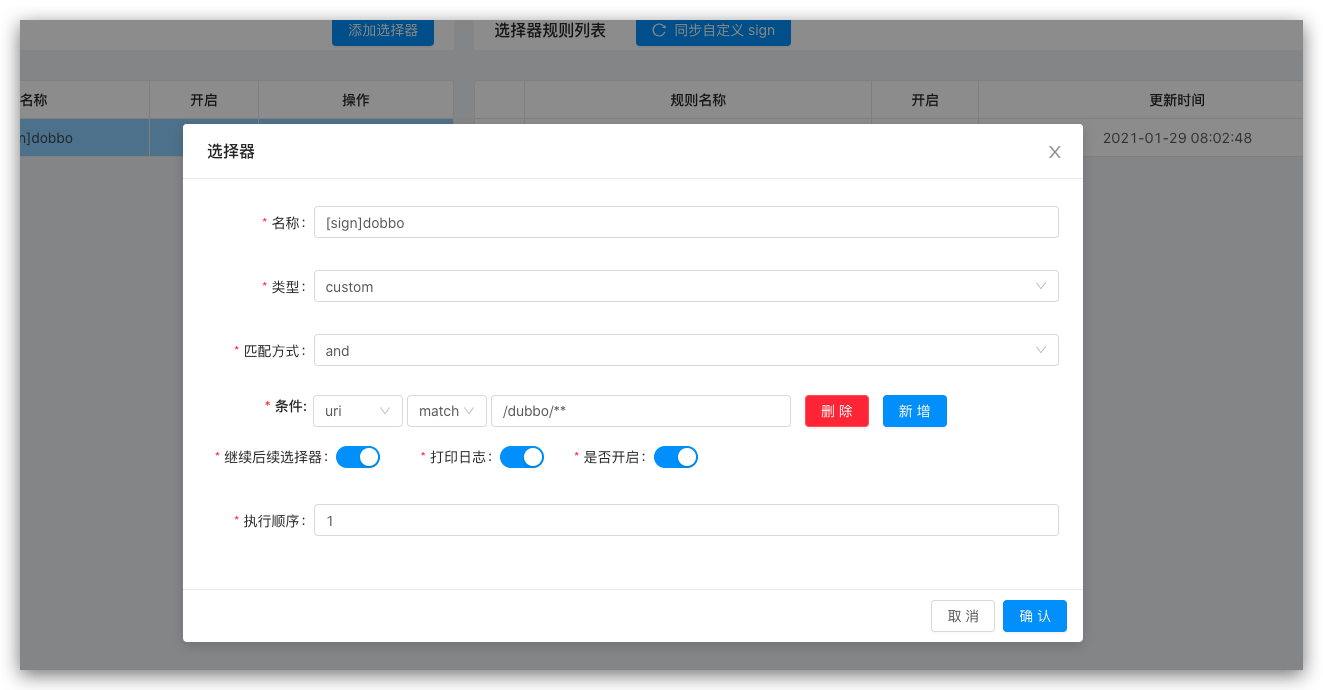 添加选择器 选择器规则列表 同步自定义 sign
名称 开启 操作 规则名称 开启 更新时间
n]dobbo 2021-01-29 08:02:48
选择器
* 名称: [sign]dobbo
* 类型: custom
* 匹配方式: and
* 条件: uri match /dubbo/** 删 除 新 增
* 继续后续选择器: * 打印日志: * 是否开启:
* 执行顺序: 1
取 消 确 认